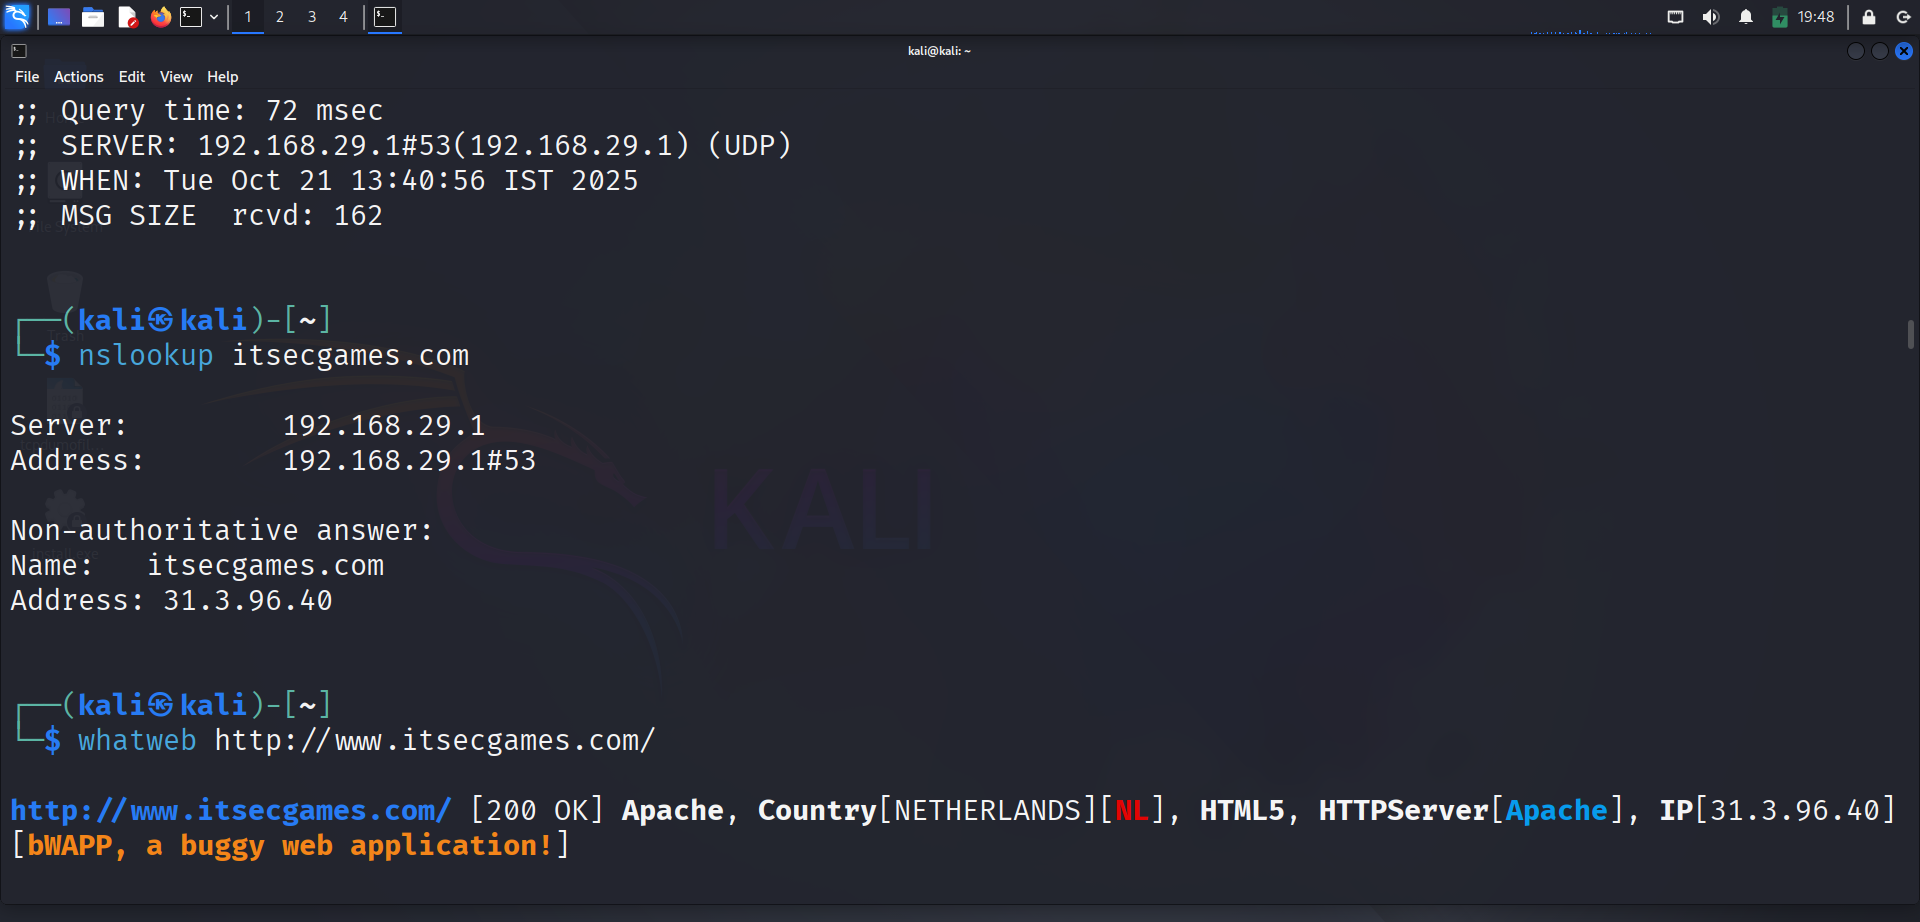 1 2 3 4 19:48
kali@kali: ~
File Actions Edit View Help
;; Query time: 72 msec
;; SERVER: 192.168.29.1#53(192.168.29.1) (UDP)
;; WHEN: Tue Oct 21 13:40:56 IST 2025
;; MSG SIZE  rcvd: 162
┌──(kali㉿kali)-[~]
└─$ nslookup itsecgames.com
Server:         192.168.29.1
Address:        192.168.29.1#53
Non-authoritative answer:
Name:   itsecgames.com
Address: 31.3.96.40
┌──(kali㉿kali)-[~]
└─$ whatweb http://www.itsecgames.com/
http://www.itsecgames.com/ [200 OK] Apache, Country[NETHERLANDS][NL], HTML5, HTTPServer[Apache], IP[31.3.96.40]
[bWAPP, a buggy web application!]
KALI
Trash